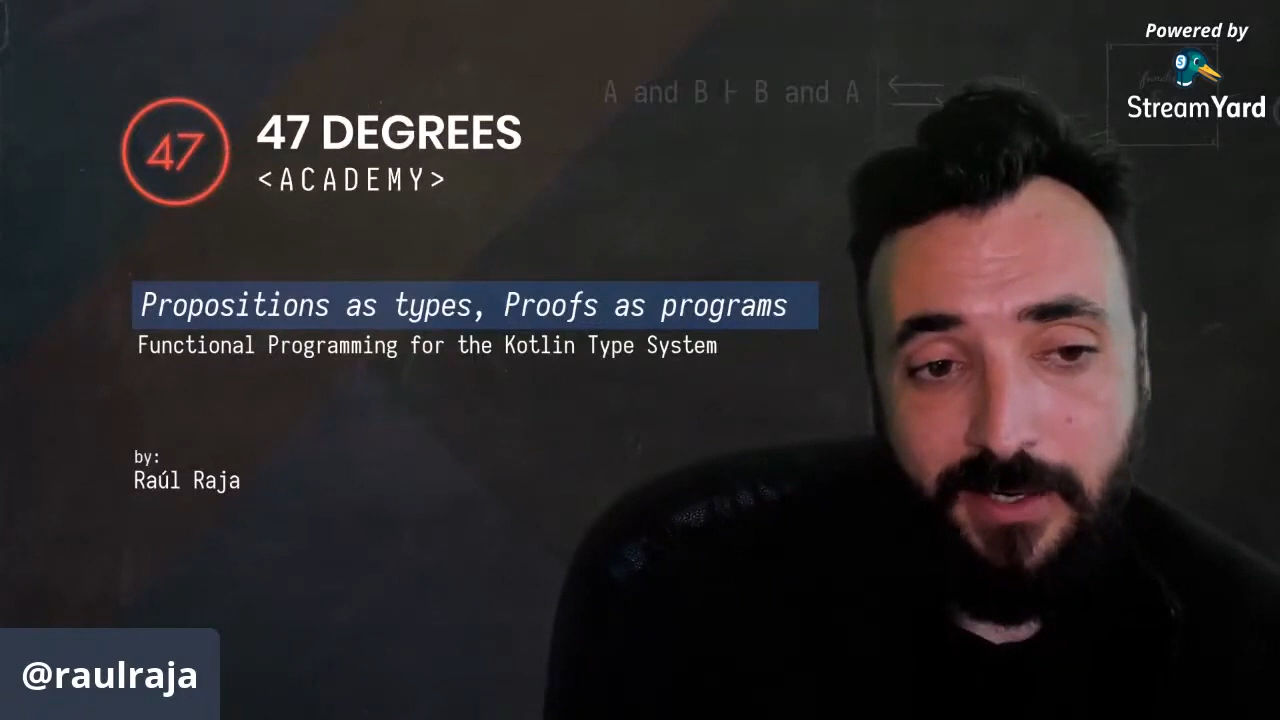 Powered by
StreamYard
A and B ⊢ B and A
47
47 DEGREES
<ACADEMY>
Propositions as types, Proofs as programs
Functional Programming for the Kotlin Type System
by:
Raúl Raja
@raulraja